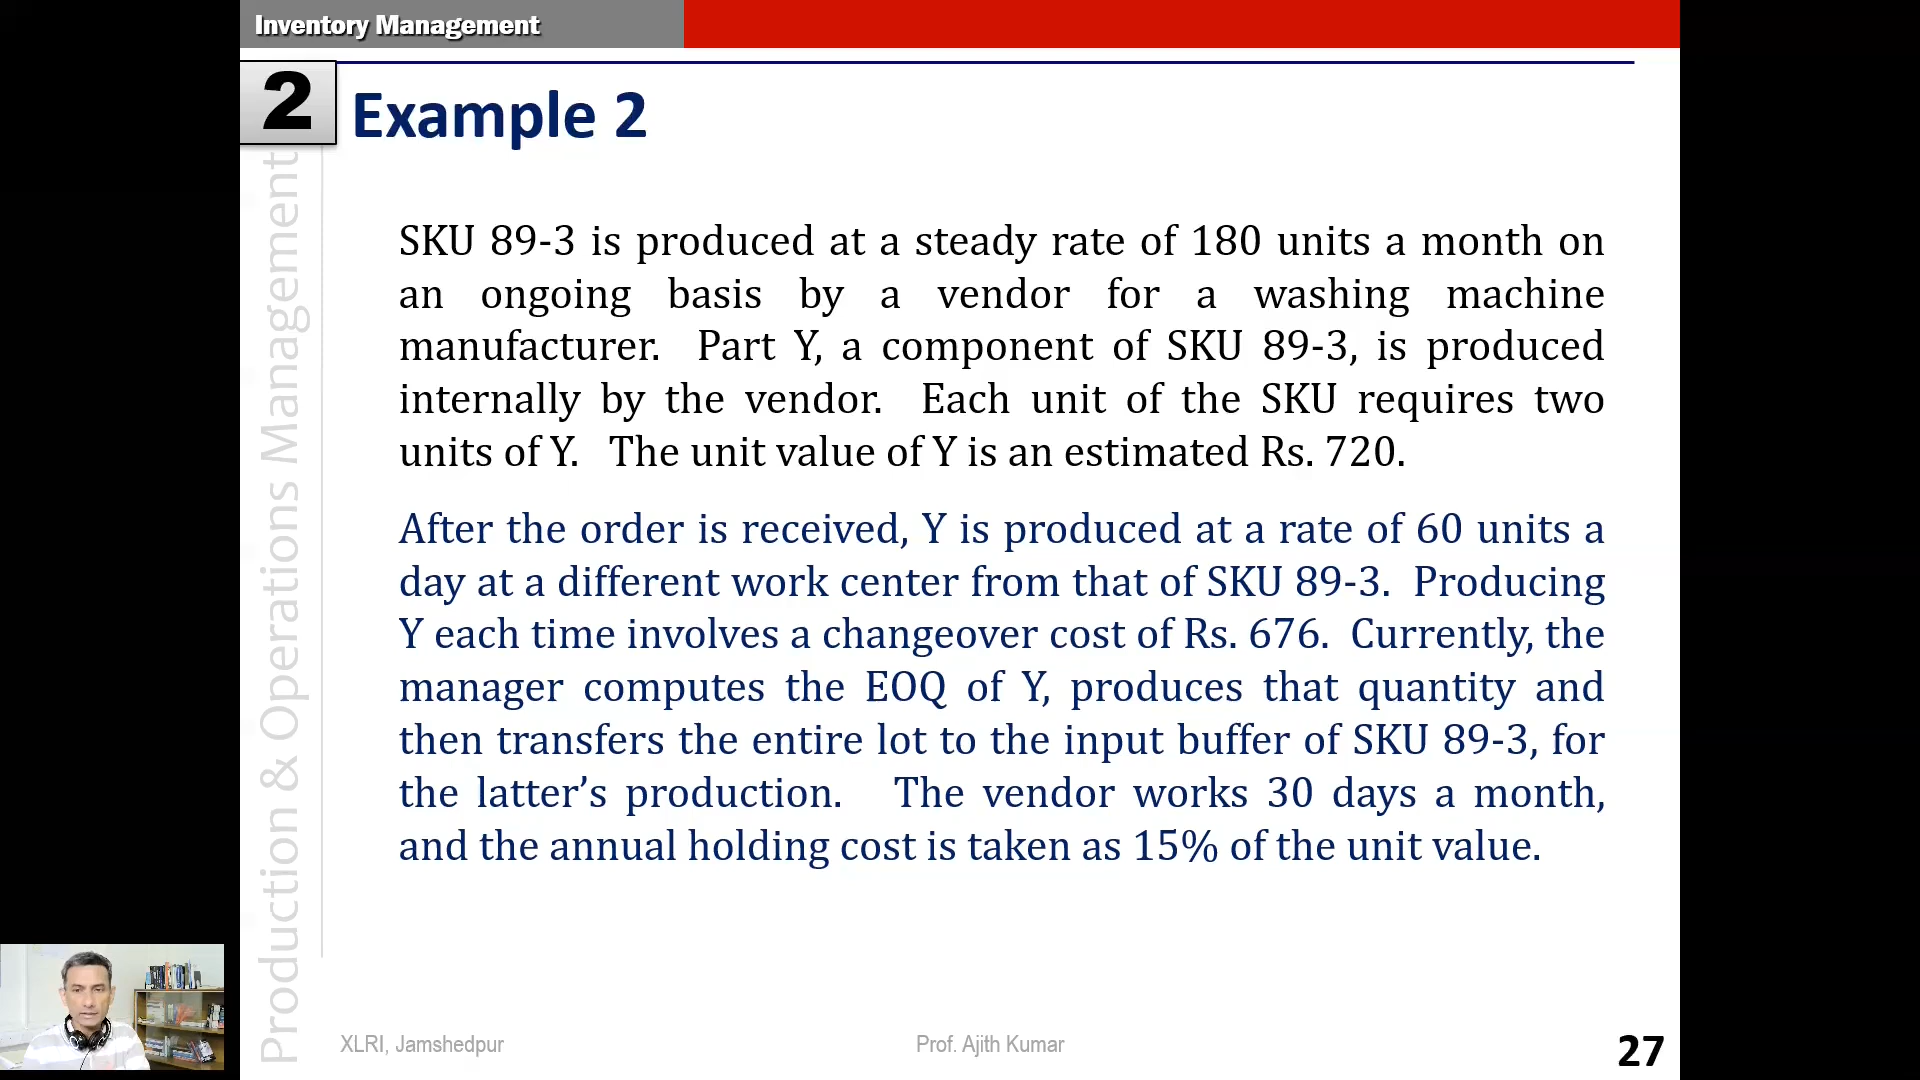 Inventory Management
2
Example 2
Production & Operations Management
SKU 89-3 is produced at a steady rate of 180 units a month on
an ongoing basis by a vendor for a washing machine
manufacturer. Part Y, a component of SKU 89-3, is produced
internally by the vendor. Each unit of the SKU requires two
units of Y. The unit value of Y is an estimated Rs. 720.
After the order is received, Y is produced at a rate of 60 units a
day at a different work center from that of SKU 89-3. Producing
Y each time involves a changeover cost of Rs. 676. Currently, the
manager computes the EOQ of Y, produces that quantity and
then transfers the entire lot to the input buffer of SKU 89-3, for
the latter’s production. The vendor works 30 days a month,
and the annual holding cost is taken as 15% of the unit value.
XLRI, Jamshedpur
Prof. Ajith Kumar
27